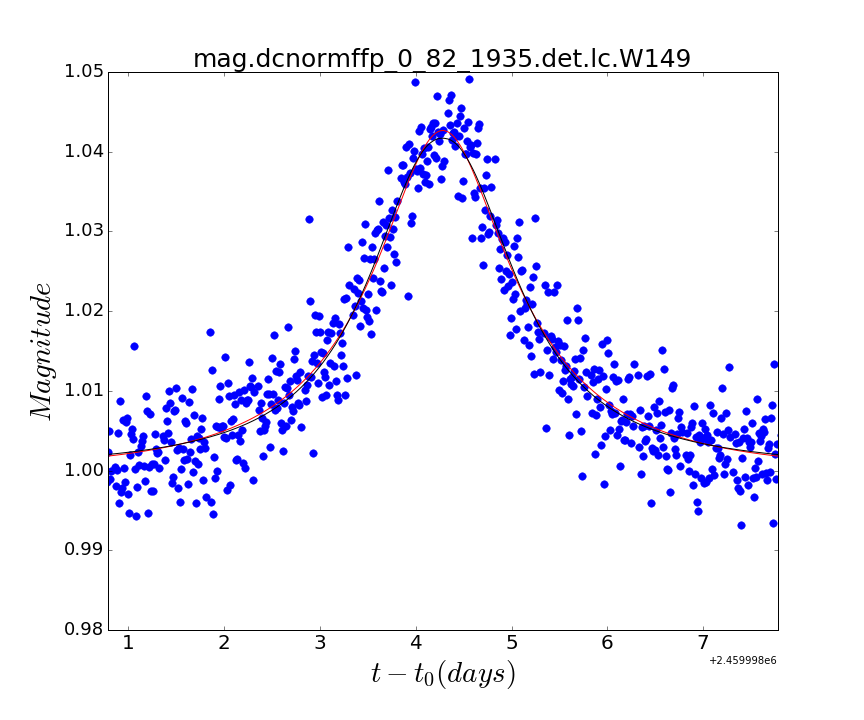 mag.dcnormffp_0_82_1935.det.lc.W149
1.05
1.04
1.03
1.02
1.01
1.00
0.99
0.98
Magnitude
1 2 3 4 5 6 7
+2.459998e6
t − t₀(days)